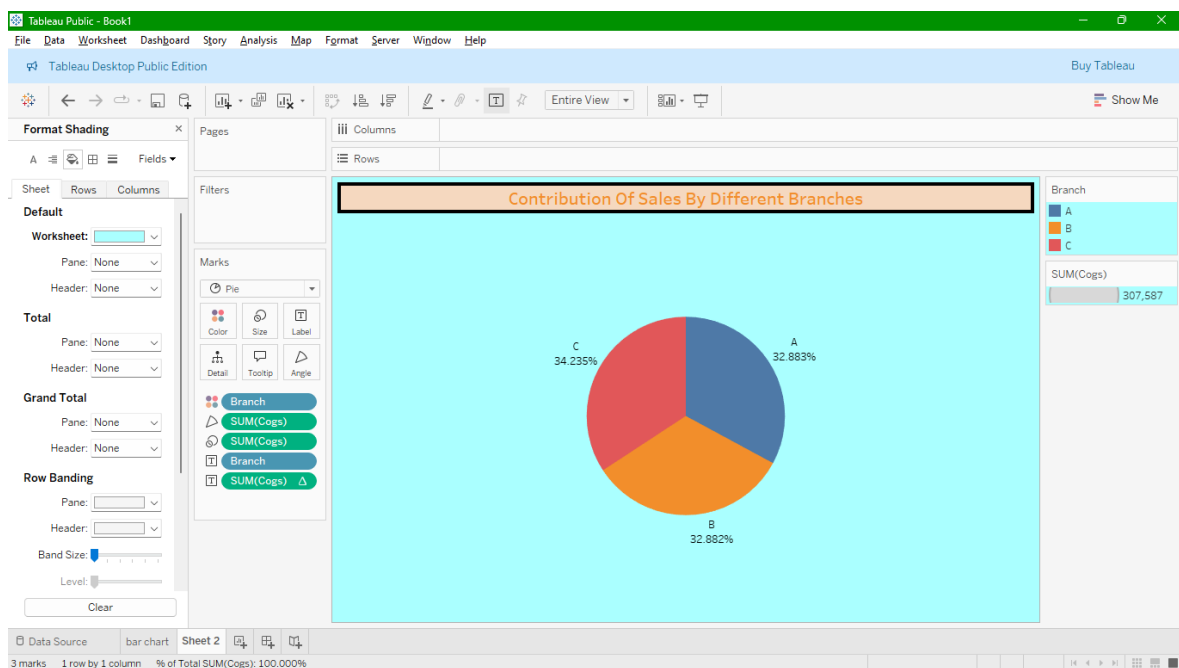 Tableau Public - Book1
File Data Worksheet Dashboard Story Analysis Map Format Server Window Help
Tableau Desktop Public Edition Buy Tableau
Entire View Show Me
Format Shading
Fields
Sheet Rows Columns
Default
Worksheet:
Pane: None
Header: None
Total
Pane: None
Header: None
Grand Total
Pane: None
Header: None
Row Banding
Pane:
Header:
Band Size:
Level:
Clear
Pages
Filters
Marks
Pie
Color Size Label
Detail Tooltip Angle
Branch
SUM(Cogs)
SUM(Cogs)
Branch
SUM(Cogs) Δ
Columns
Rows
Contribution Of Sales By Different Branches
C
34.235%
A
32.883%
B
32.882%
Branch
A
B
C
SUM(Cogs)
307,587
Data Source bar chart Sheet 2
3 marks 1 row by 1 column % of Total SUM(Cogs): 100.000%